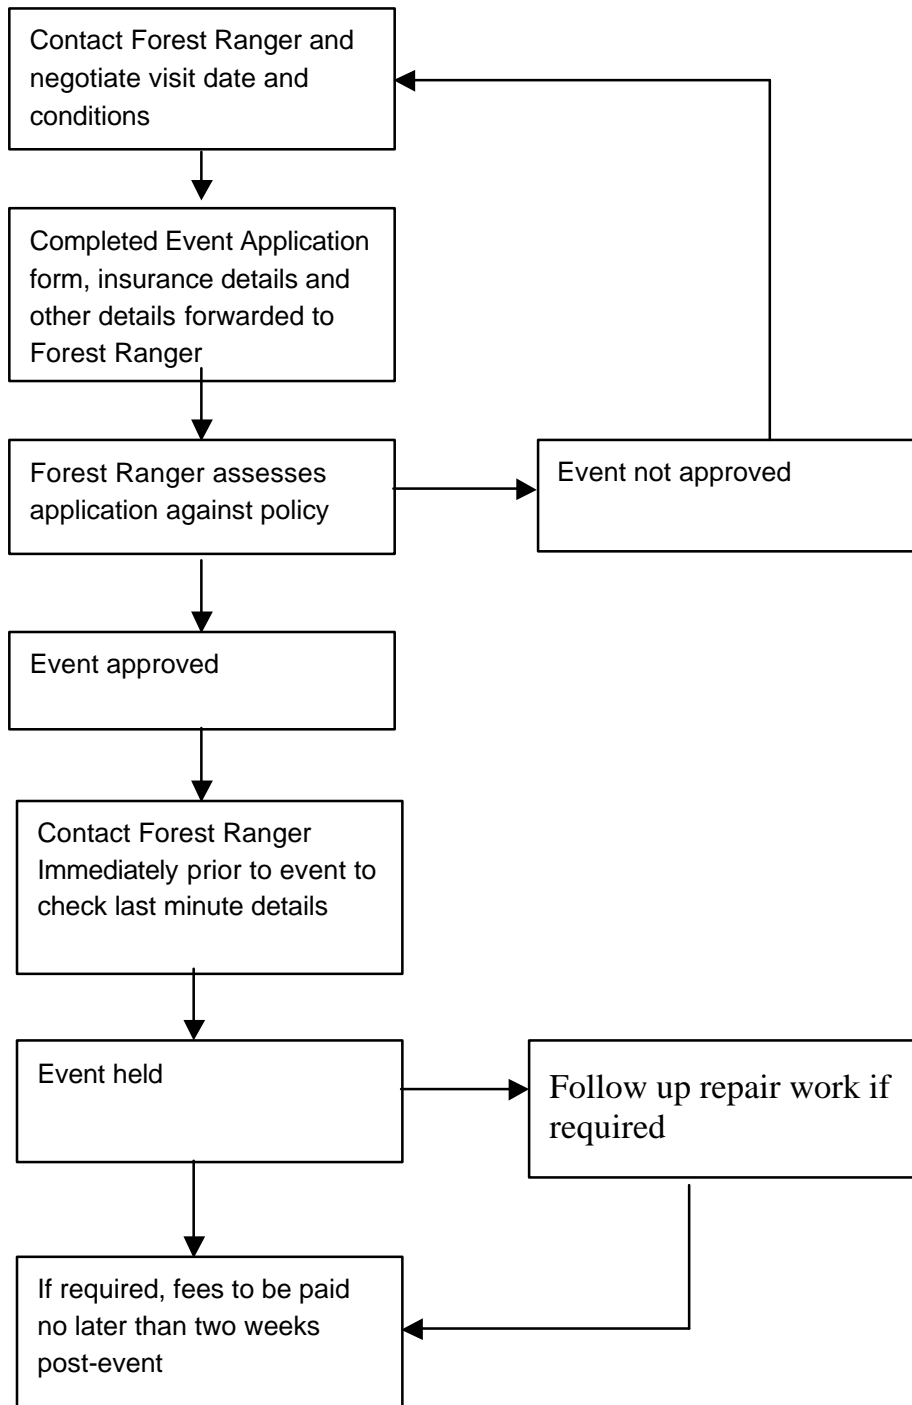 Contact Forest Ranger and
negotiate visit date and
conditions
Completed Event Application
form, insurance details and
other details forwarded to
Forest Ranger
Forest Ranger assesses
application against policy
Event not approved
Event approved
Contact Forest Ranger
Immediately prior to event to
check last minute details
Event held
Follow up repair work if
required
If required, fees to be paid
no later than two weeks
post-event